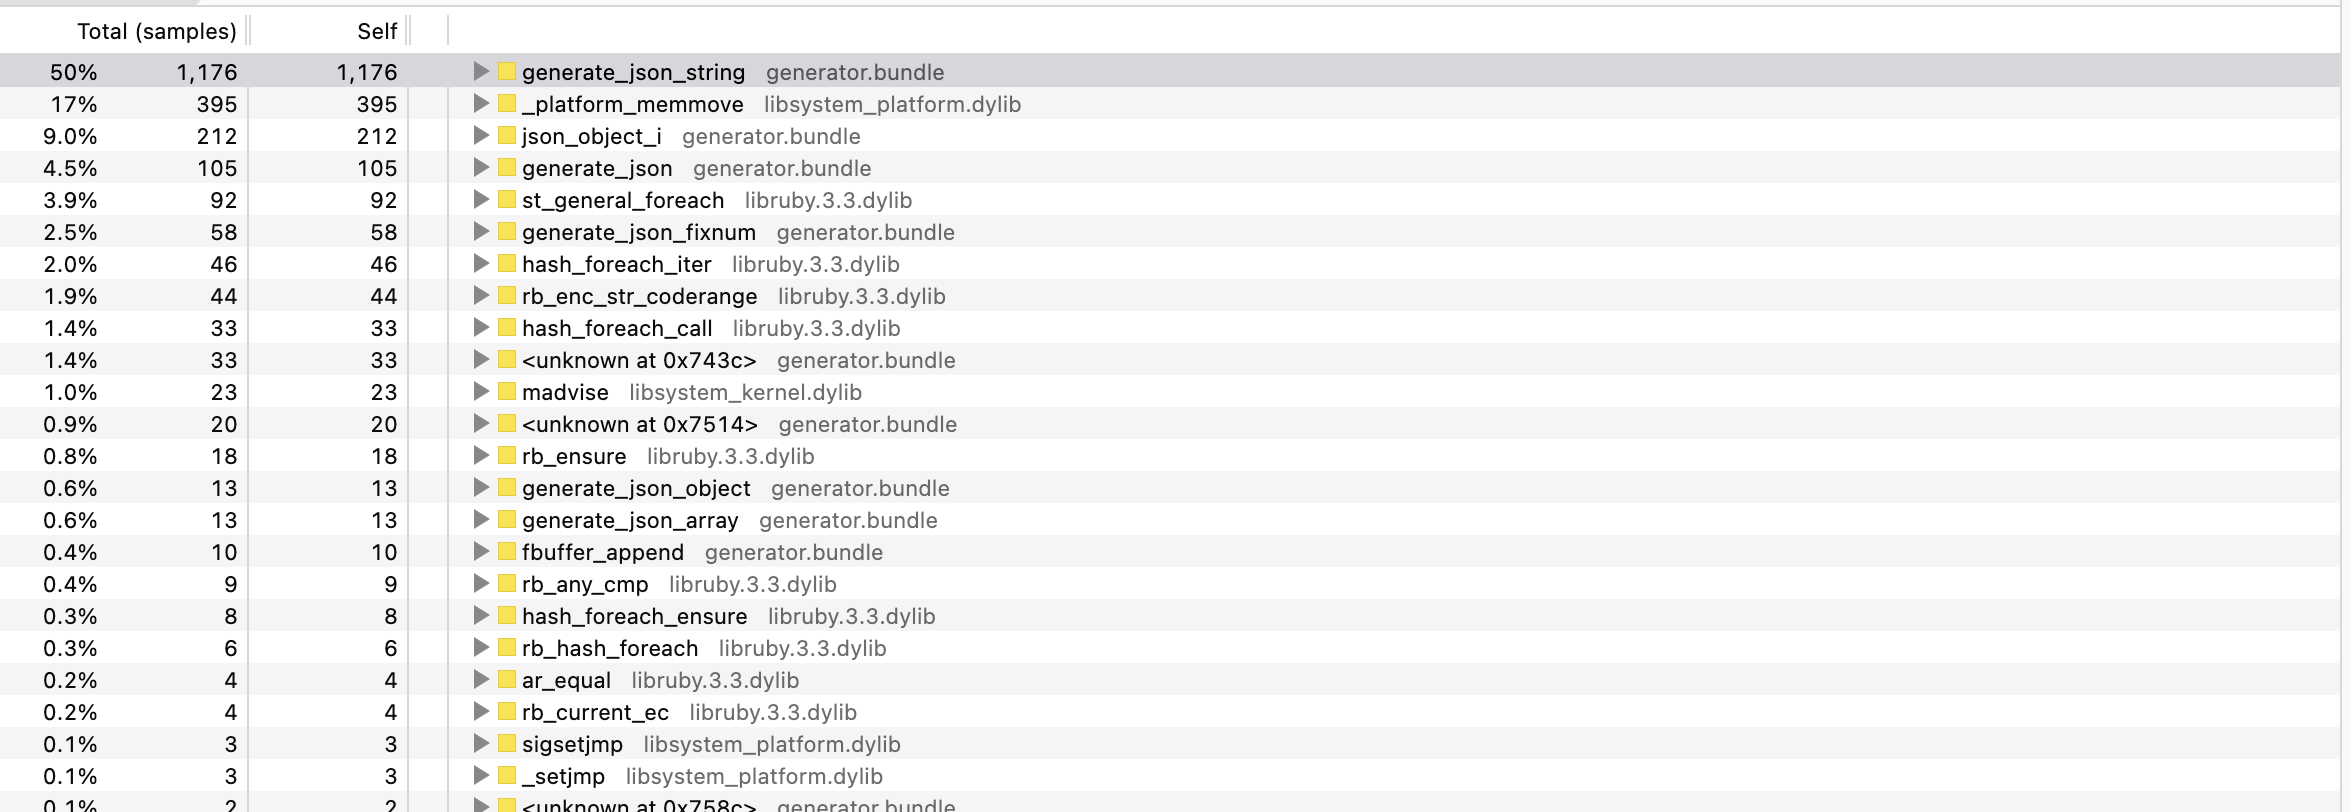 Total (samples) Self
50% 1,176 1,176 generate_json_string generator.bundle
17% 395 395 _platform_memmove libsystem_platform.dylib
9.0% 212 212 json_object_i generator.bundle
4.5% 105 105 generate_json generator.bundle
3.9% 92 92 st_general_foreach libruby.3.3.dylib
2.5% 58 58 generate_json_fixnum generator.bundle
2.0% 46 46 hash_foreach_iter libruby.3.3.dylib
1.9% 44 44 rb_enc_str_coderange libruby.3.3.dylib
1.4% 33 33 hash_foreach_call libruby.3.3.dylib
1.4% 33 33 <unknown at 0x743c> generator.bundle
1.0% 23 23 madvise libsystem_kernel.dylib
0.9% 20 20 <unknown at 0x7514> generator.bundle
0.8% 18 18 rb_ensure libruby.3.3.dylib
0.6% 13 13 generate_json_object generator.bundle
0.6% 13 13 generate_json_array generator.bundle
0.4% 10 10 fbuffer_append generator.bundle
0.4% 9 9 rb_any_cmp libruby.3.3.dylib
0.3% 8 8 hash_foreach_ensure libruby.3.3.dylib
0.3% 6 6 rb_hash_foreach libruby.3.3.dylib
0.2% 4 4 ar_equal libruby.3.3.dylib
0.2% 4 4 rb_current_ec libruby.3.3.dylib
0.1% 3 3 sigsetjmp libsystem_platform.dylib
0.1% 3 3 _setjmp libsystem_platform.dylib
0.1% 2 2 <unknown at 0x758c> generator.bundle